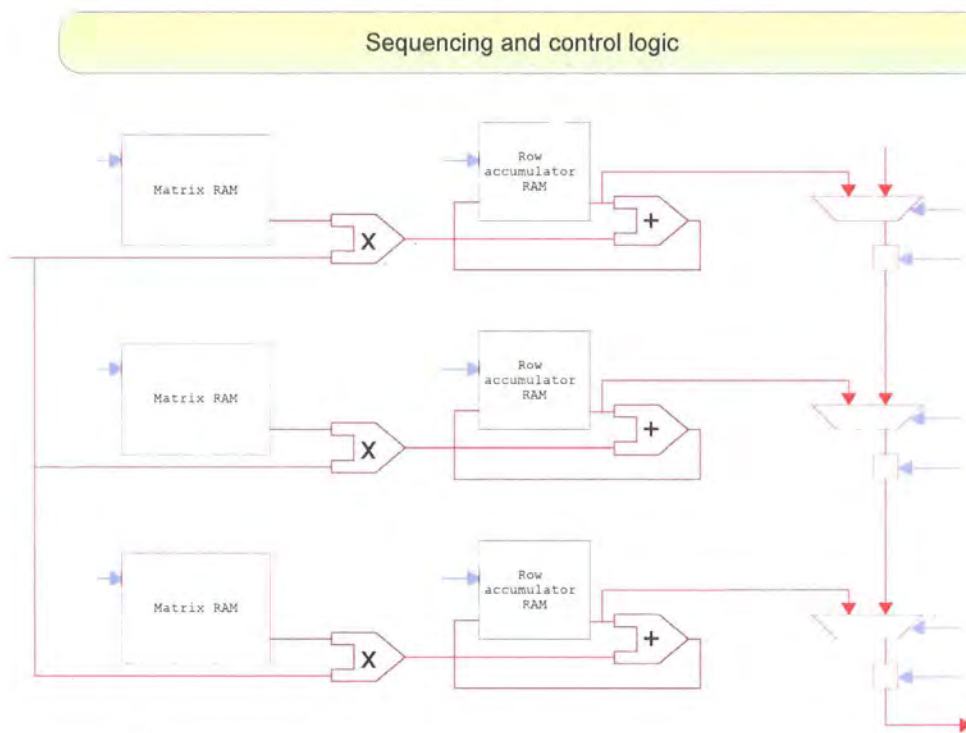 Sequencing and control logic
Matrix RAM
Row
accumulator
RAM
X
+
Matrix RAM
Row
accumulator
RAM
X
+
Matrix RAM
Row
accumulator
RAM
X
+